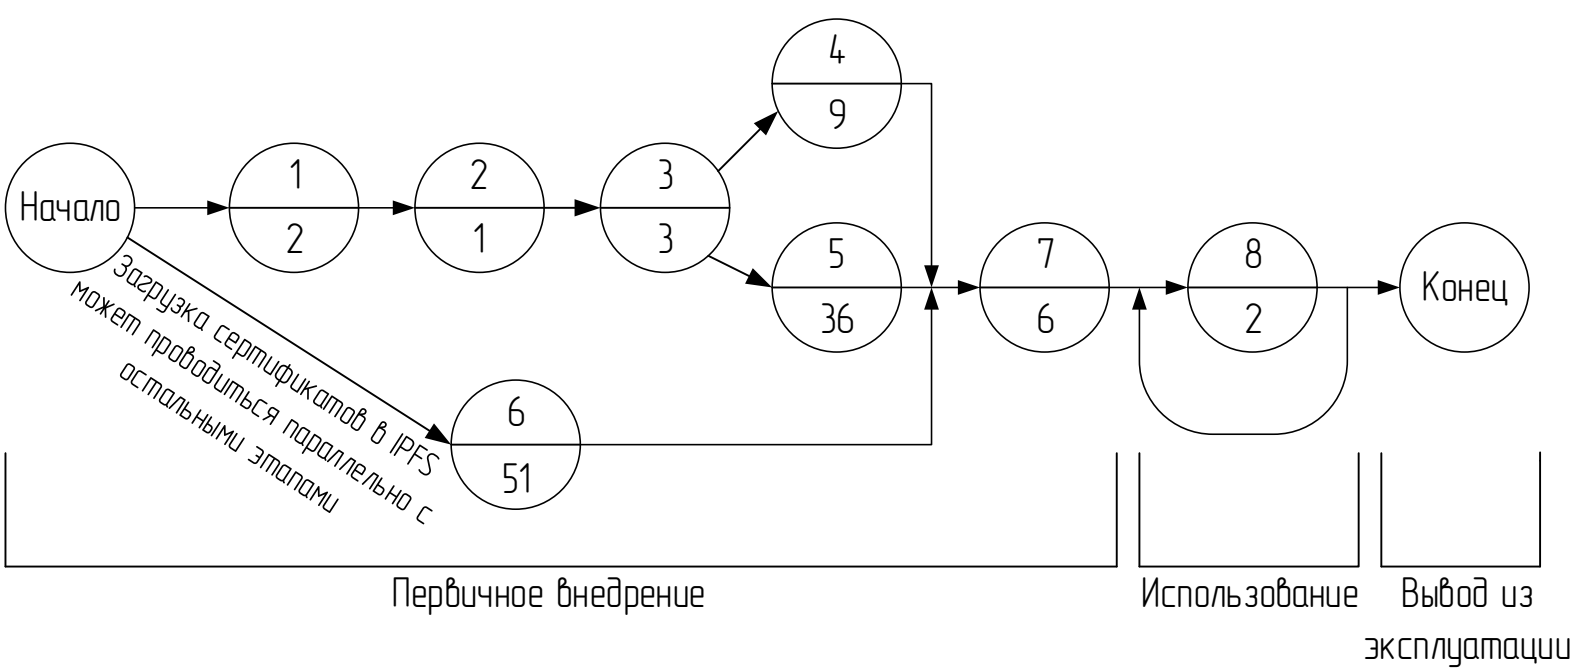 Начало
1
2
2
1
3
3
4
9
5
36
6
51
7
6
8
2
Конец
Загрузка сертификатов в IPFS
может проводиться параллельно с
остальными этапами
Первичное внедрение
Использование
Вывод из
эксплуатации